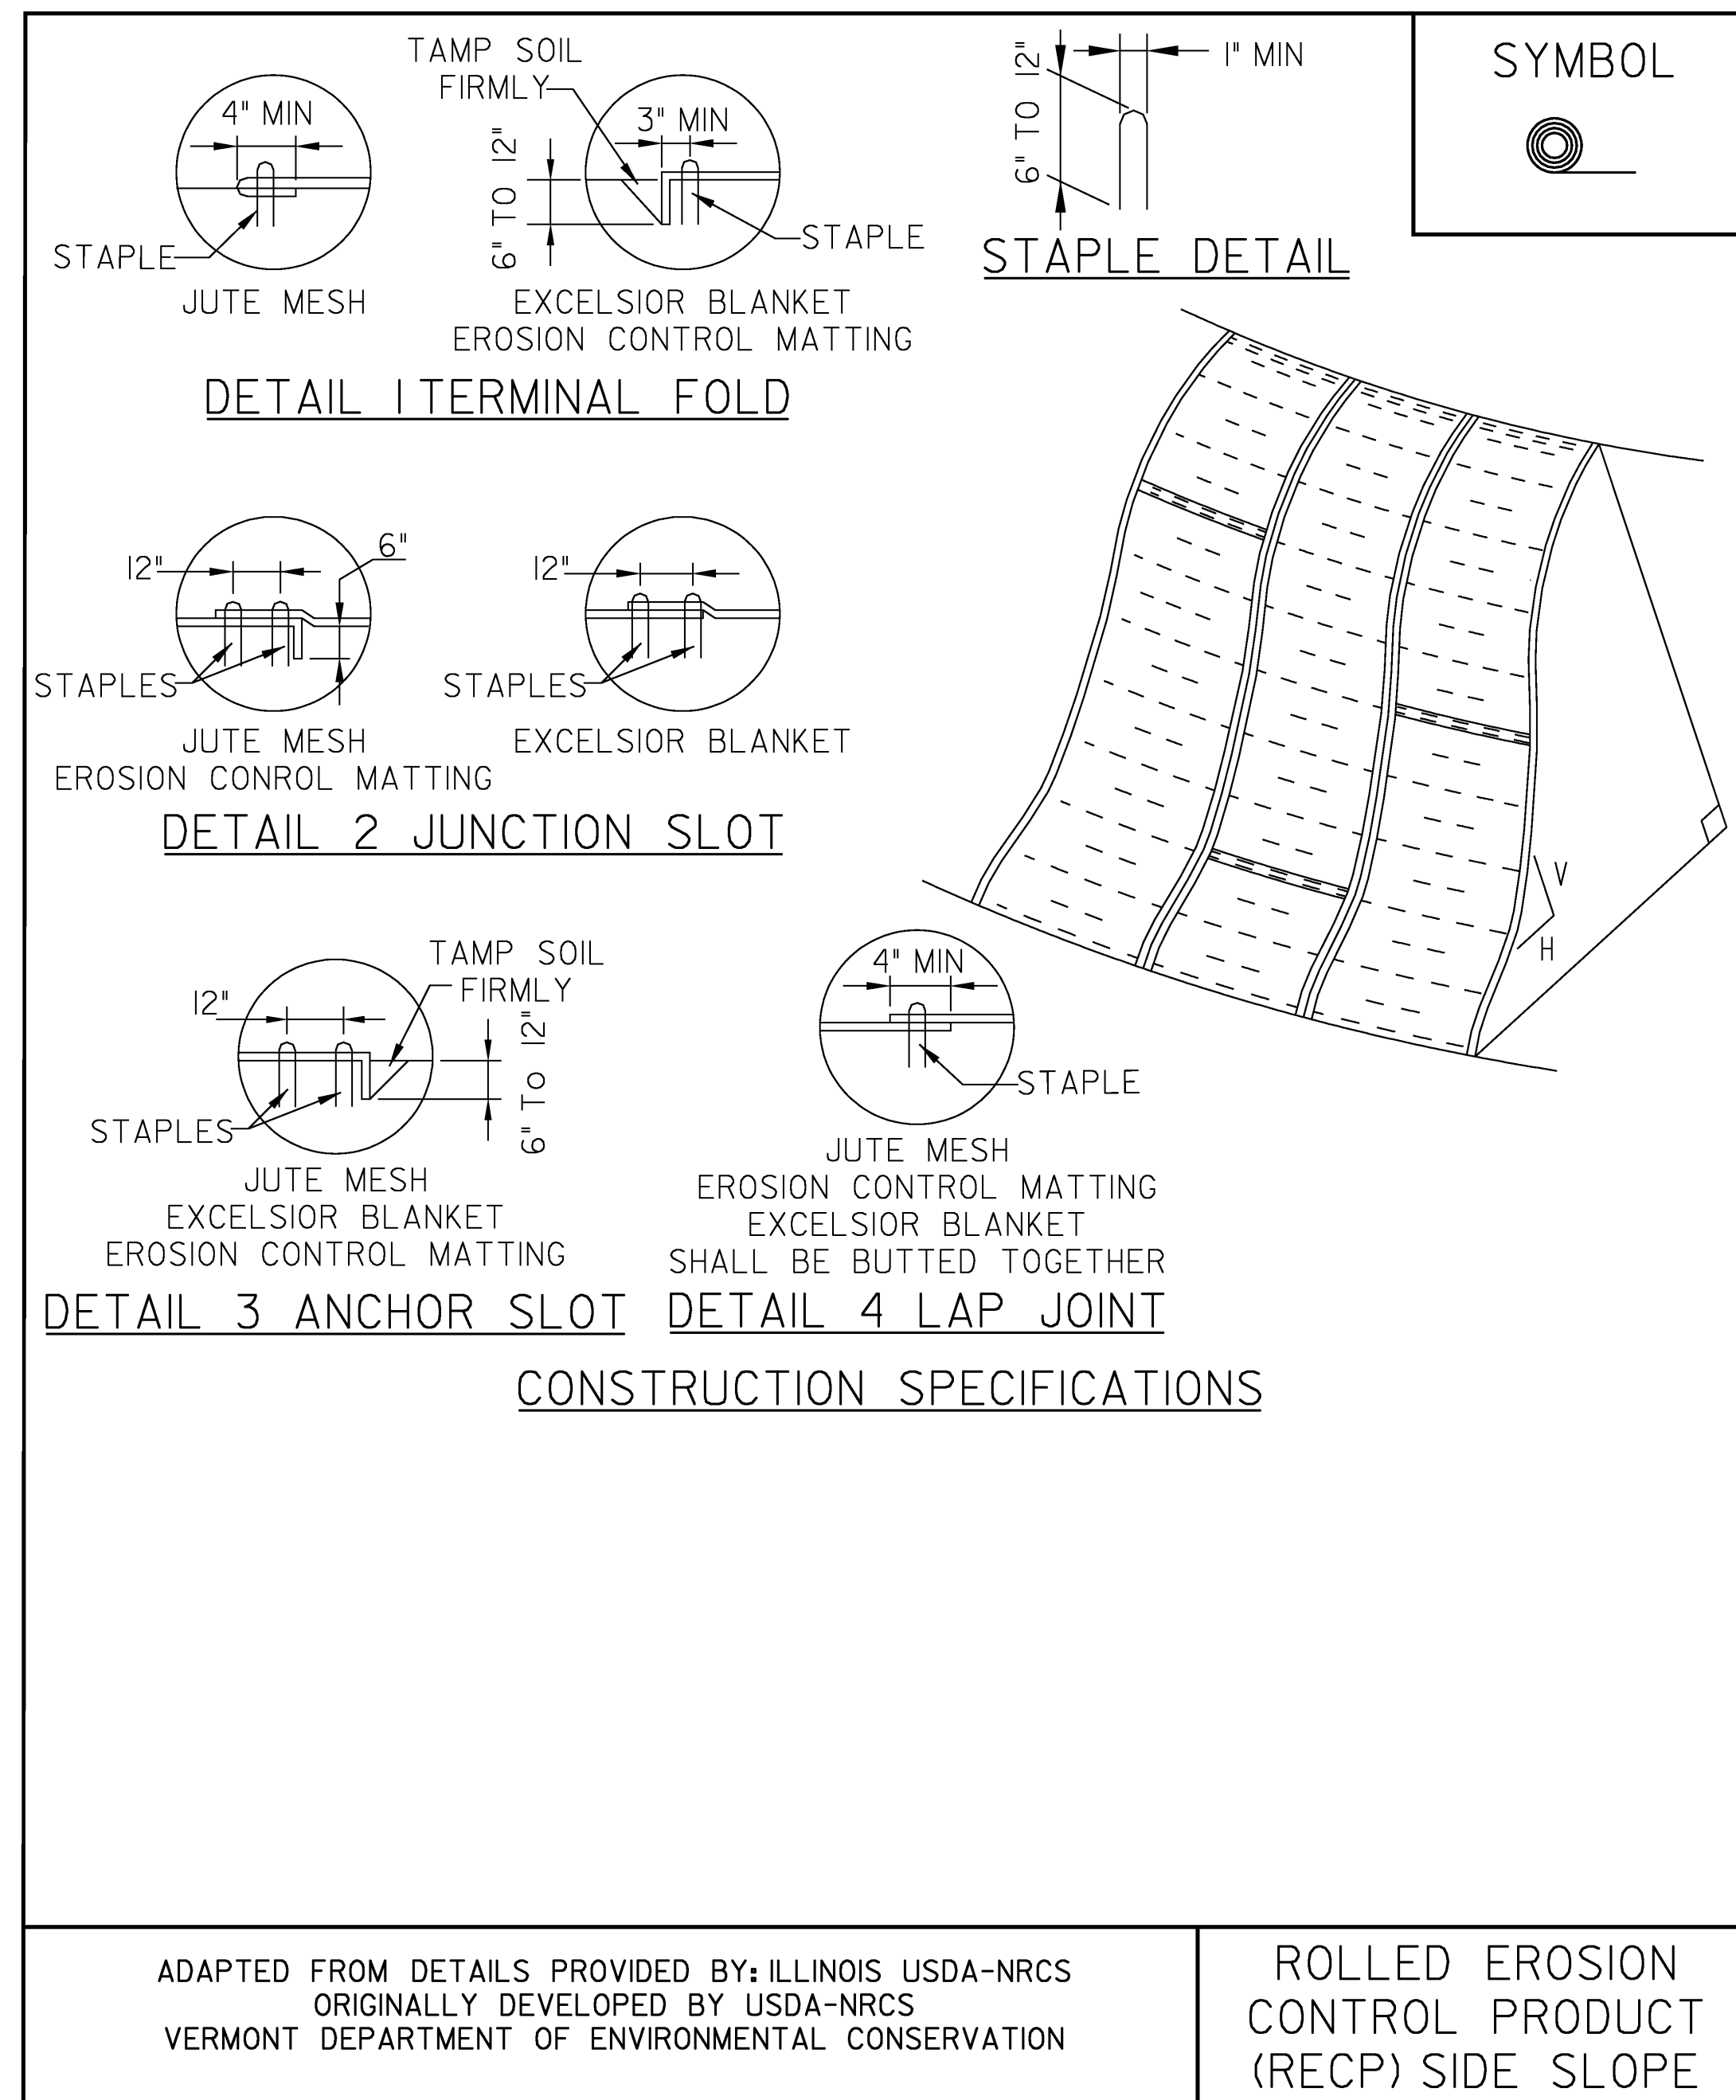 TAMP SOIL
FIRMLY
4" MIN
3" MIN
6" TO 12"
STAPLE
STAPLE
JUTE MESH
EXCELSIOR BLANKET
EROSION CONTROL MATTING
DETAIL 1 TERMINAL FOLD
6" TO 12"
1" MIN
STAPLE DETAIL
SYMBOL
12"
6"
STAPLES
JUTE MESH
EROSION CONROL MATTING
12"
STAPLES
EXCELSIOR BLANKET
DETAIL 2 JUNCTION SLOT
V
H
TAMP SOIL
FIRMLY
12"
6" TO 12"
STAPLES
JUTE MESH
EXCELSIOR BLANKET
EROSION CONTROL MATTING
DETAIL 3 ANCHOR SLOT
4" MIN
STAPLE
JUTE MESH
EROSION CONTROL MATTING
EXCELSIOR BLANKET
SHALL BE BUTTED TOGETHER
DETAIL 4 LAP JOINT
CONSTRUCTION SPECIFICATIONS
ADAPTED FROM DETAILS PROVIDED BY: ILLINOIS USDA-NRCS
ORIGINALLY DEVELOPED BY USDA-NRCS
VERMONT DEPARTMENT OF ENVIRONMENTAL CONSERVATION
ROLLED EROSION
CONTROL PRODUCT
(RECP) SIDE SLOPE